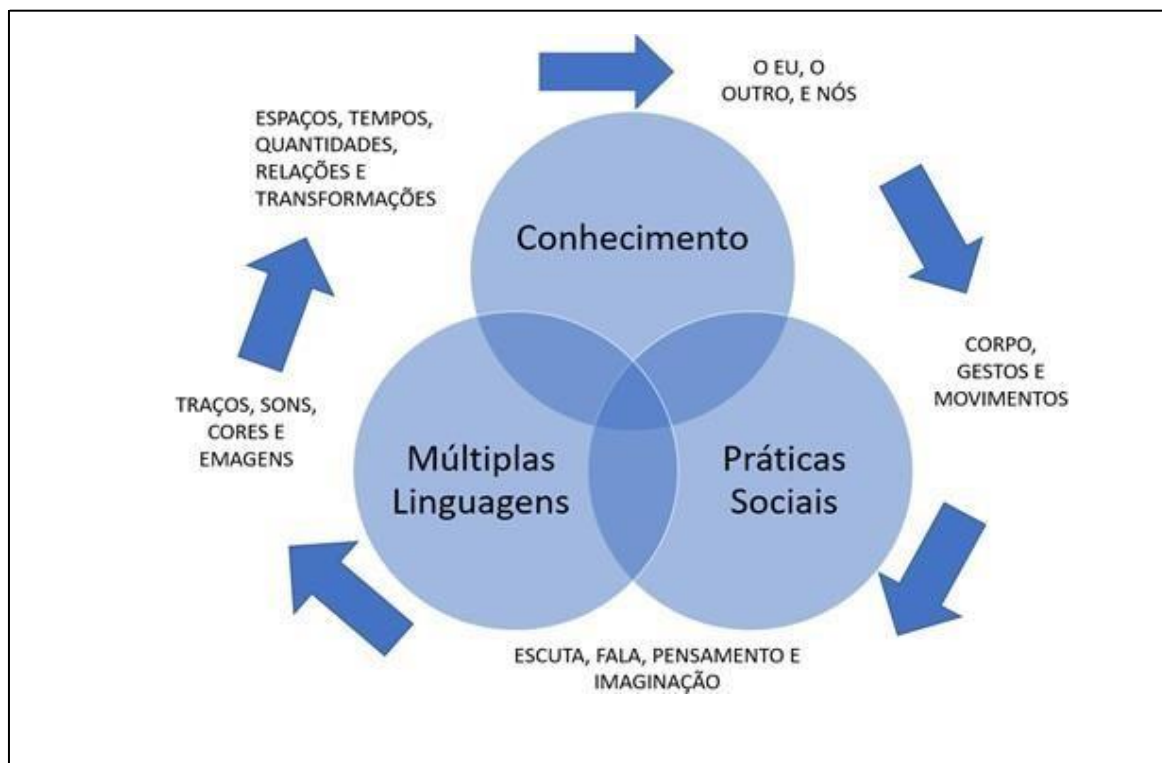 O EU, O
OUTRO, E NÓS
ESPAÇOS, TEMPOS,
QUANTIDADES,
RELAÇÕES E
TRANSFORMAÇÕES
Conhecimento
CORPO,
GESTOS E
MOVIMENTOS
TRAÇOS, SONS,
CORES E
EMAGENS
Múltiplas
Linguagens
Práticas
Sociais
ESCUTA, FALA, PENSAMENTO E
IMAGINAÇÃO